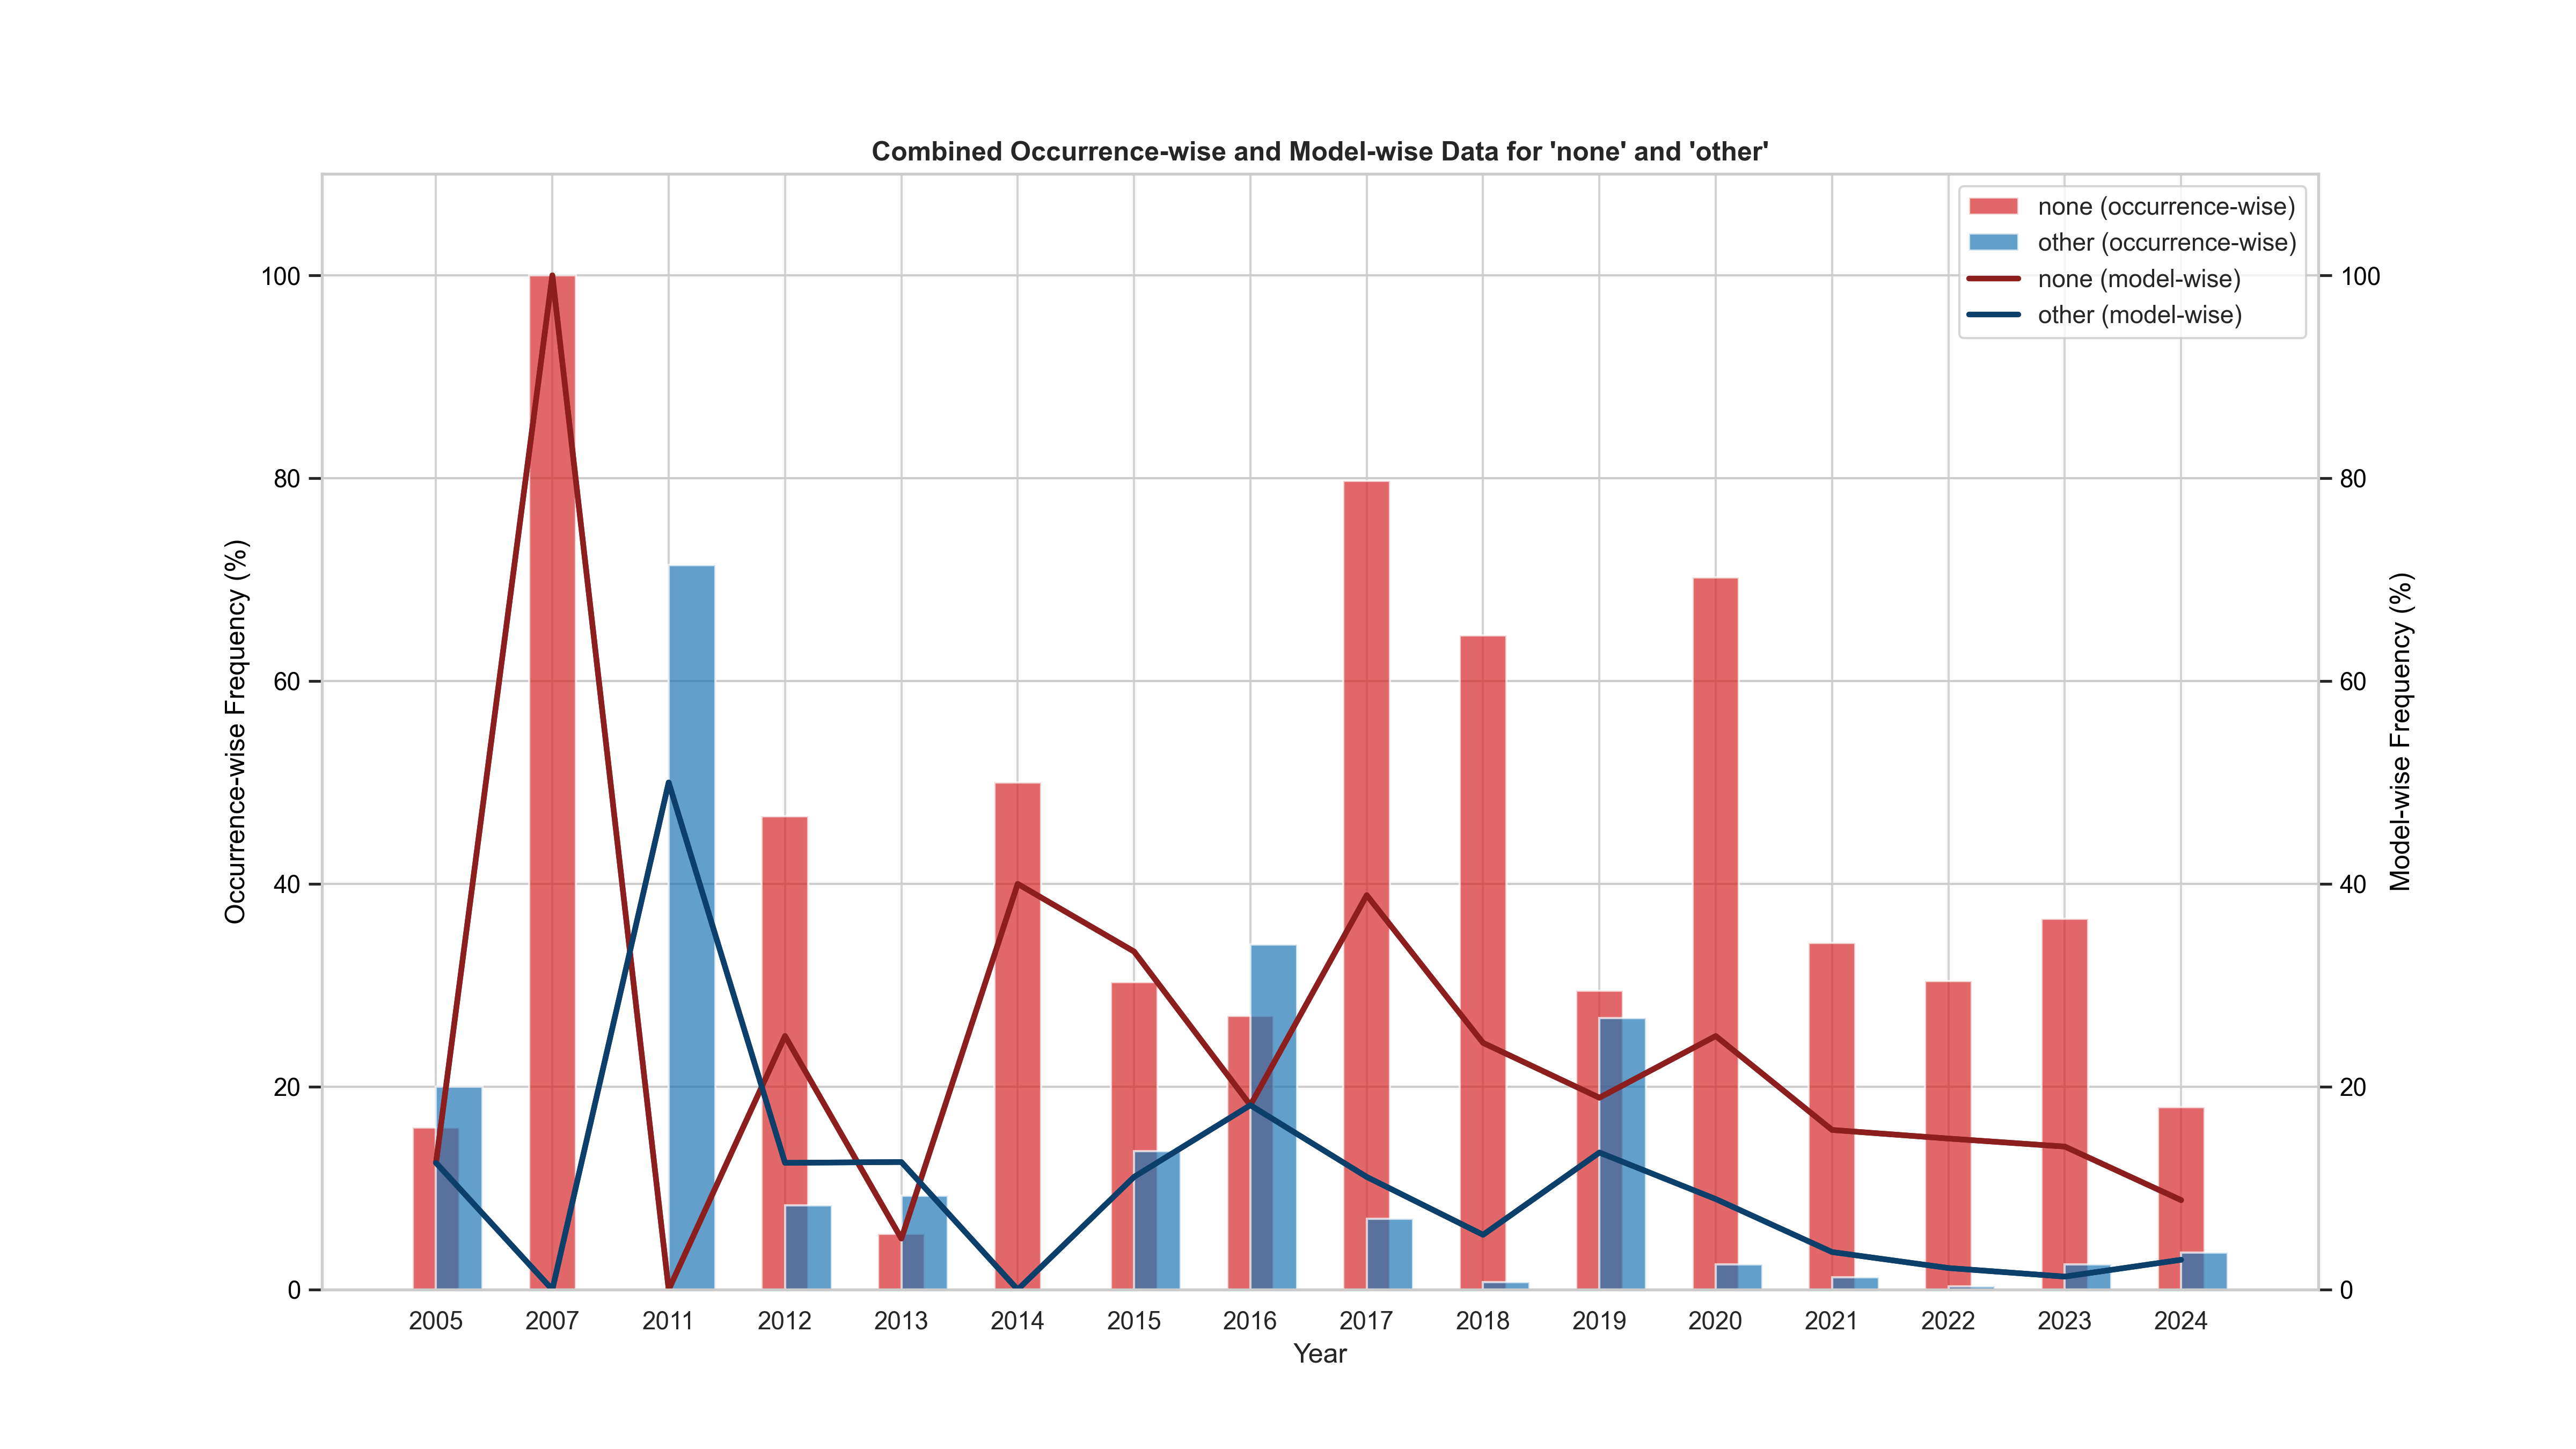 Combined Occurrence-wise and Model-wise Data for 'none' and 'other'
none (occurrence-wise)
other (occurrence-wise)
none (model-wise)
other (model-wise)
100
80
60
40
20
0
Occurrence-wise Frequency (%)
100
80
60
40
20
0
Model-wise Frequency (%)
2005 2007 2011 2012 2013 2014 2015 2016 2017 2018 2019 2020 2021 2022 2023 2024
Year